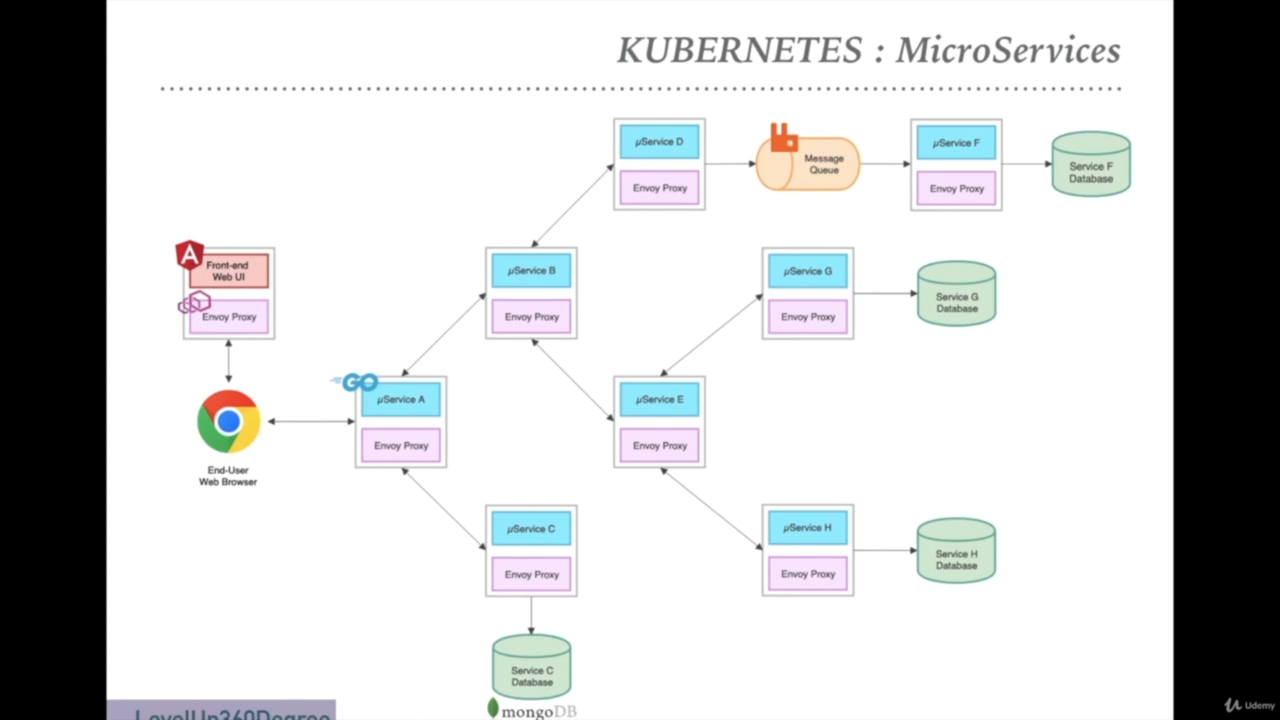 KUBERNETES : MicroServices
µService D
Envoy Proxy
Message
Queue
µService F
Envoy Proxy
Service F
Database
Front-end
Web UI
Envoy Proxy
µService B
Envoy Proxy
µService G
Envoy Proxy
Service G
Database
End-User
Web Browser
GO
µService A
Envoy Proxy
µService E
Envoy Proxy
µService C
Envoy Proxy
µService H
Envoy Proxy
Service H
Database
Service C
Database
mongoDB
LevelUp360Degree
Udemy